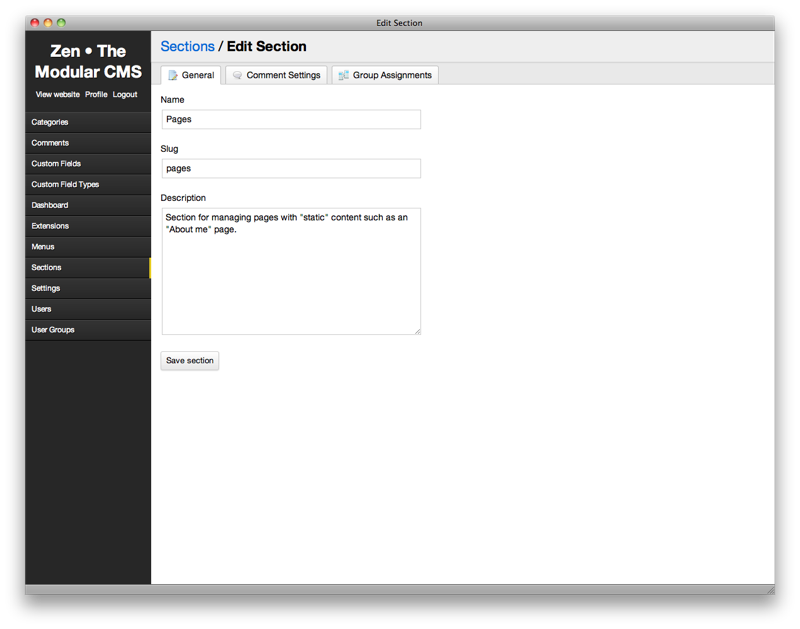 Edit Section
Zen • The
Modular CMS
View website Profile Logout
Categories
Comments
Custom Fields
Custom Field Types
Dashboard
Extensions
Menus
Sections
Settings
Users
User Groups
Sections / Edit Section
General Comment Settings Group Assignments
Name
Pages
Slug
pages
Description
Section for managing pages with "static" content such as an
"About me" page.
Save section